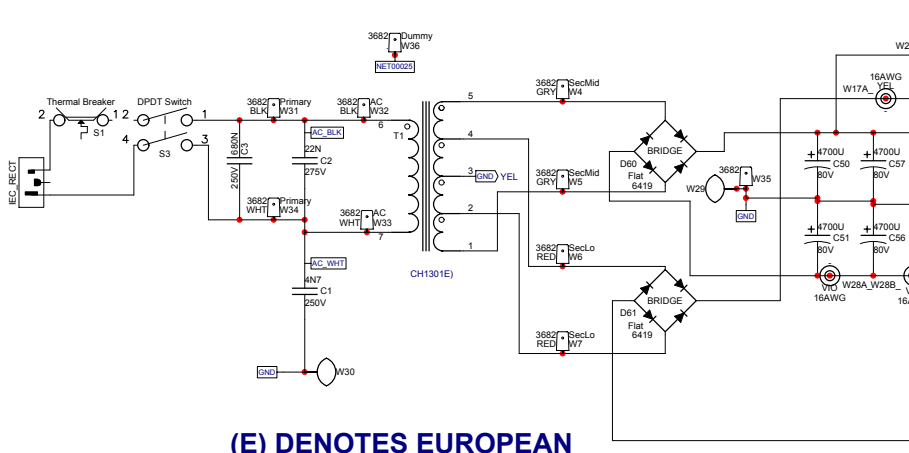 3682 Dummy
W36
NET00025
W2
16AWG
YEL
W17A_
Thermal Breaker
DPDT Switch
2
1
2
1
S1
4
3
S3
IEC_RECT
3682 Primary
BLK W31
3682 AC
BLK W32
AC_BLK
6
T1
680N
C3
250V
22N
C2
275V
3682 Primary
WHT W34
3682 AC
WHT W33
7
AC_WHT
4N7
C1
250V
GND
W30
5
4
3
GND YEL
2
1
CH1301E)
3682 SecMid
GRY W4
3682 SecMid
GRY W5
3682 SecLo
RED W6
3682 SecLo
RED W7
BRIDGE
D60
Flat
6419
BRIDGE
D61
Flat
6419
W29
3682
W35
GND
+ 4700U
C50
80V
+ 4700U
C57
80V
+ 4700U
C51
80V
+ 4700U
C56
80V
-
-
VIO
16AWG
W28A_W28B_
16A
(E) DENOTES EUROPEAN